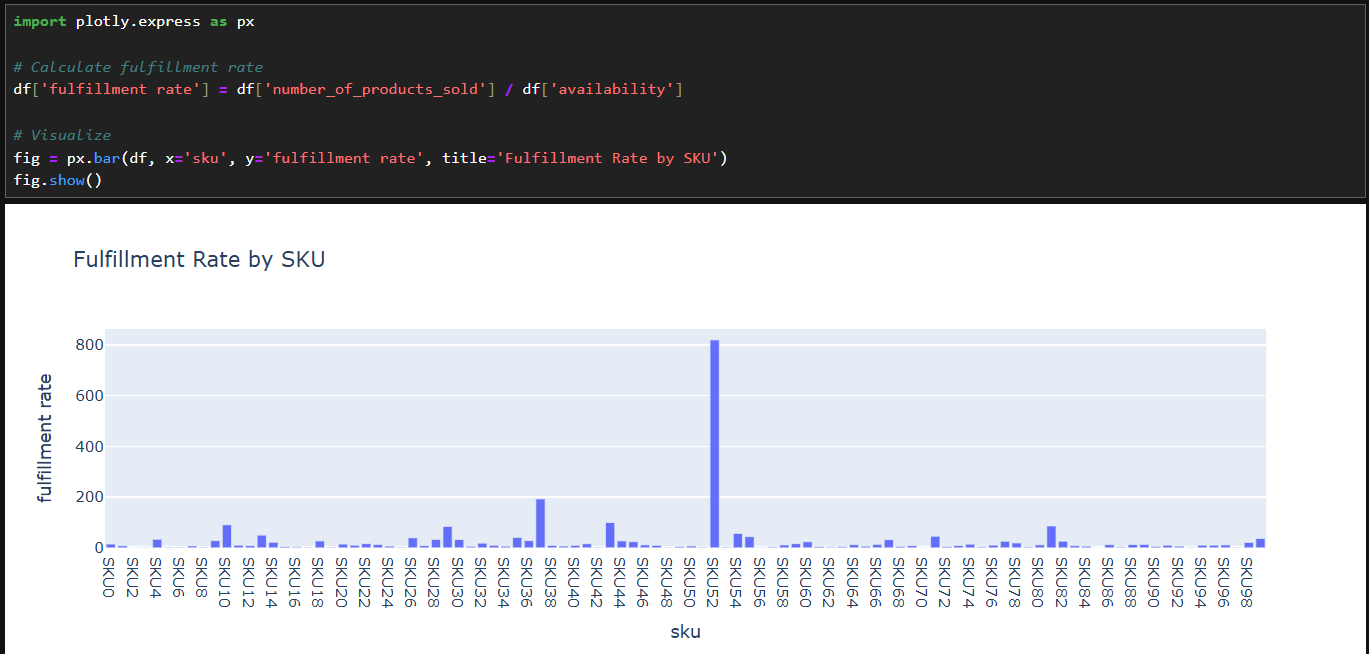 import plotly.express as px
# Calculate fulfillment rate
df['fulfillment rate'] = df['number_of_products_sold'] / df['availability']
# Visualize
fig = px.bar(df, x='sku', y='fulfillment rate', title='Fulfillment Rate by SKU')
fig.show()
Fulfillment Rate by SKU
fulfillment rate
800
600
400
200
0
SKU0
SKU2
SKU4
SKU6
SKU8
SKU10
SKU12
SKU14
SKU16
SKU18
SKU20
SKU22
SKU24
SKU26
SKU28
SKU30
SKU32
SKU34
SKU36
SKU38
SKU40
SKU42
SKU44
SKU46
SKU48
SKU50
SKU52
SKU54
SKU56
SKU58
SKU60
SKU62
SKU64
SKU66
SKU68
SKU70
SKU72
SKU74
SKU76
SKU78
SKU80
SKU82
SKU84
SKU86
SKU88
SKU90
SKU92
SKU94
SKU96
SKU98
sku